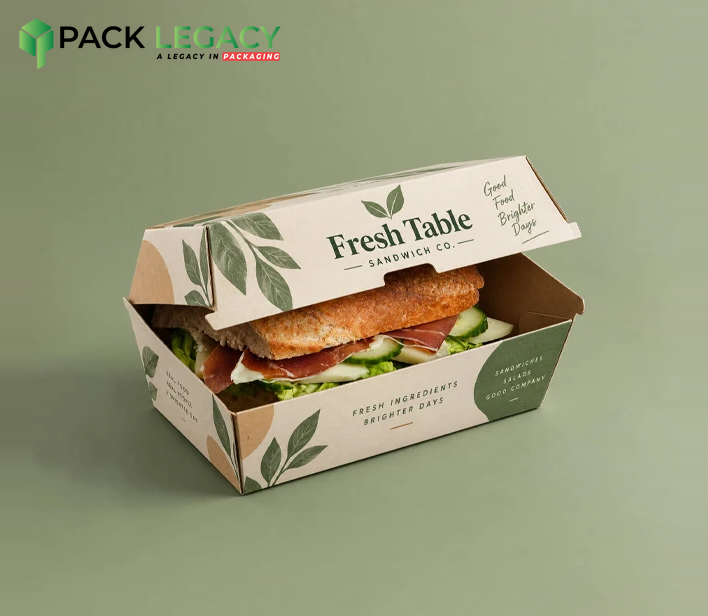 PACK LEGACY
A LEGACY IN PACKAGING
Good
Food
Brighter
Days
Fresh Table
SANDWICH CO.
FRESH INGREDIENTS
BRIGHTER DAYS
SANDWICHES
SALADS
GOOD COMPANY